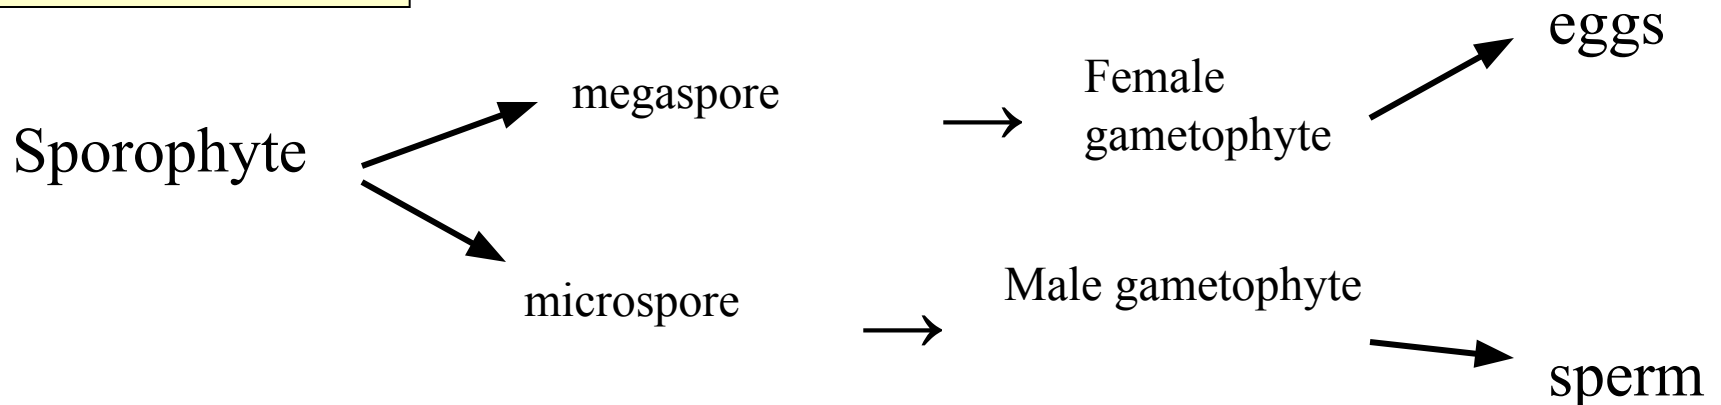 eggs
Female
gametophyte
megaspore
→
Sporophyte
Male gametophyte
microspore
→
sperm